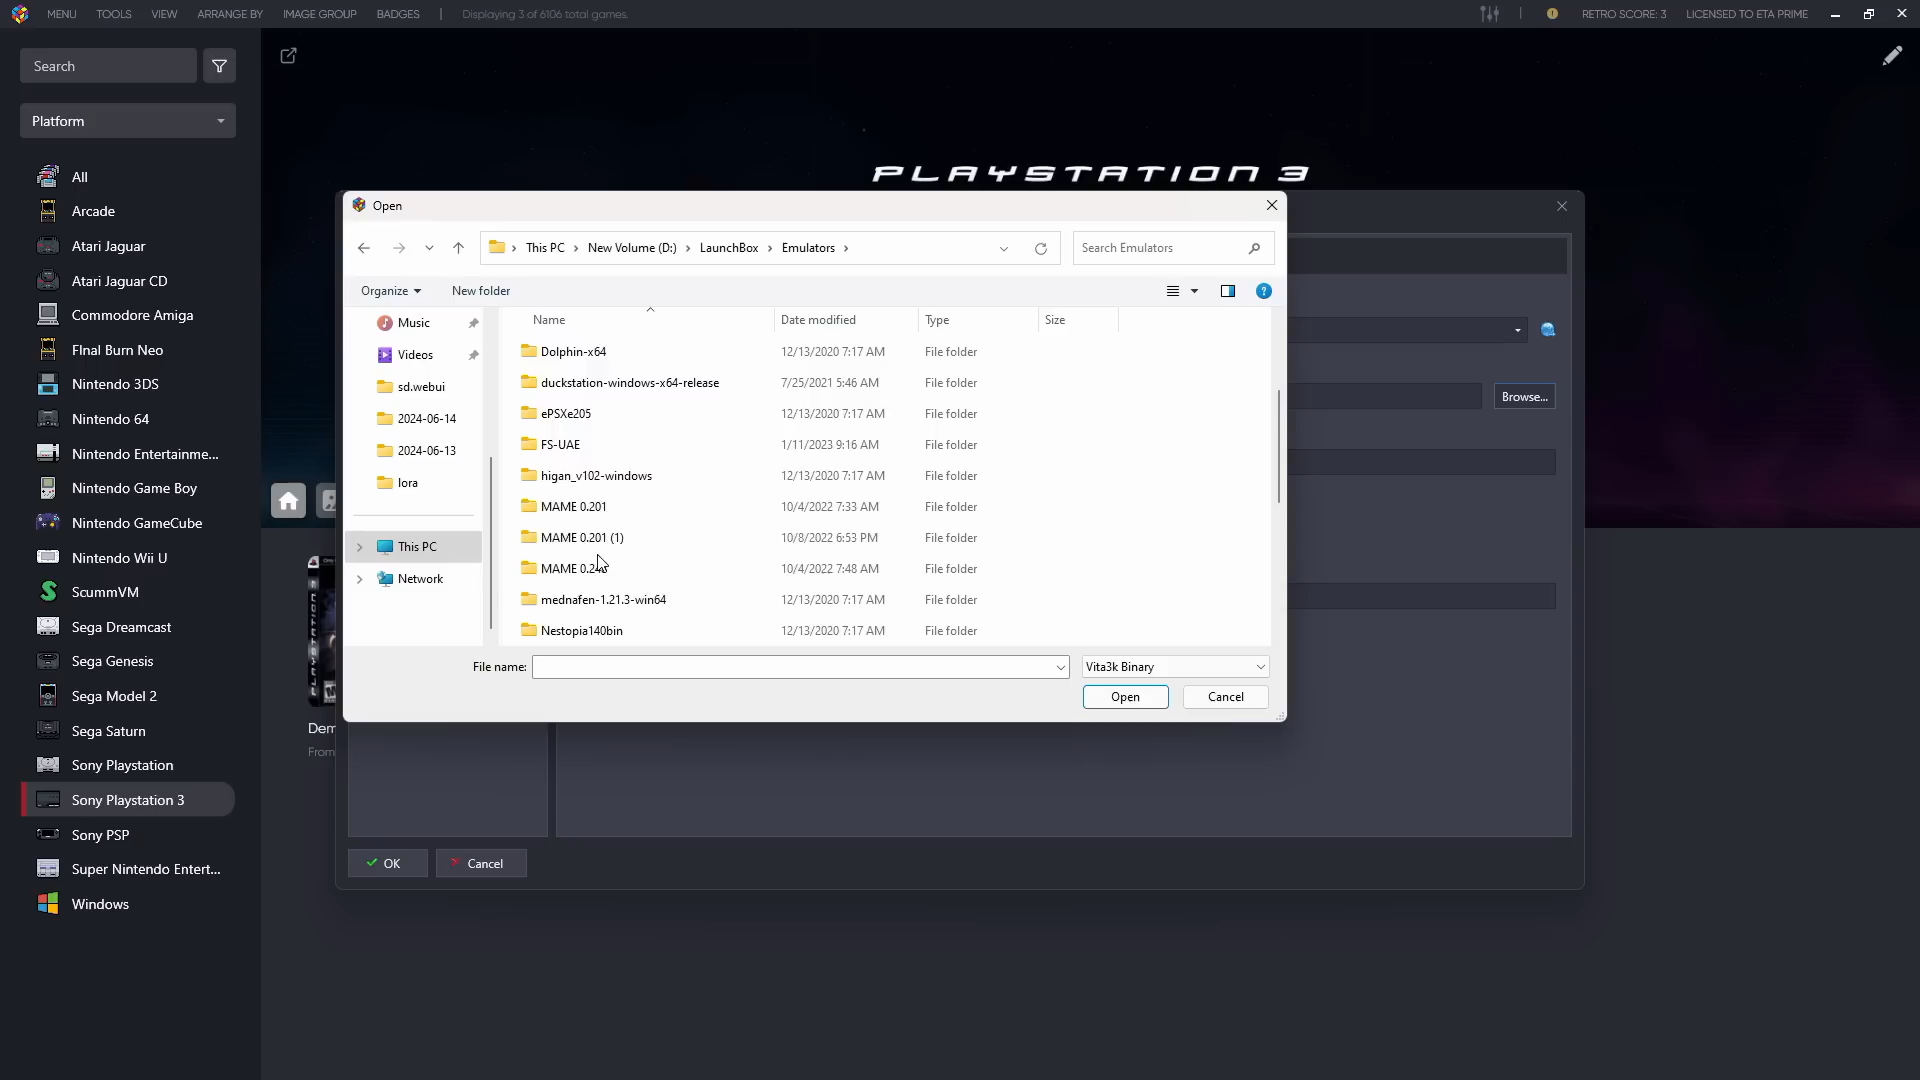 MENU TOOLS VIEW ARRANGE BY IMAGE GROUP BADGES | Displaying 3 of 6106 total games. RETRO SCORE: 3 LICENSED TO ETA PRIME
Search
Platform
All
Arcade
Atari Jaguar
Atari Jaguar CD
Commodore Amiga
FInal Burn Neo
Nintendo 3DS
Nintendo 64
Nintendo Entertainme...
Nintendo Game Boy
Nintendo GameCube
Nintendo Wii U
ScummVM
Sega Dreamcast
Sega Genesis
Sega Model 2
Sega Saturn
Sony Playstation
Sony Playstation 3
Sony PSP
Super Nintendo Entert...
Windows
PLAYSTATION 3
Open
This PC > New Volume (D:) > LaunchBox > Emulators >
Search Emulators
Organize New folder
Music
Videos
sd.webui
2024-06-14
2024-06-13
lora
This PC
Network
Name Date modified Type Size
Dolphin-x64 12/13/2020 7:17 AM File folder
duckstation-windows-x64-release 7/25/2021 5:46 AM File folder
ePSXe205 12/13/2020 7:17 AM File folder
FS-UAE 1/11/2023 9:16 AM File folder
higan_v102-windows 12/13/2020 7:17 AM File folder
MAME 0.201 10/4/2022 7:33 AM File folder
MAME 0.201 (1) 10/8/2022 6:53 PM File folder
MAME 10/4/2022 7:48 AM File folder
mednafen-1.21.3-win64 12/13/2020 7:17 AM File folder
Nestopia140bin 12/13/2020 7:17 AM File folder
File name: Vita3k Binary
Open Cancel
Browse...
Dem
From
OK Cancel